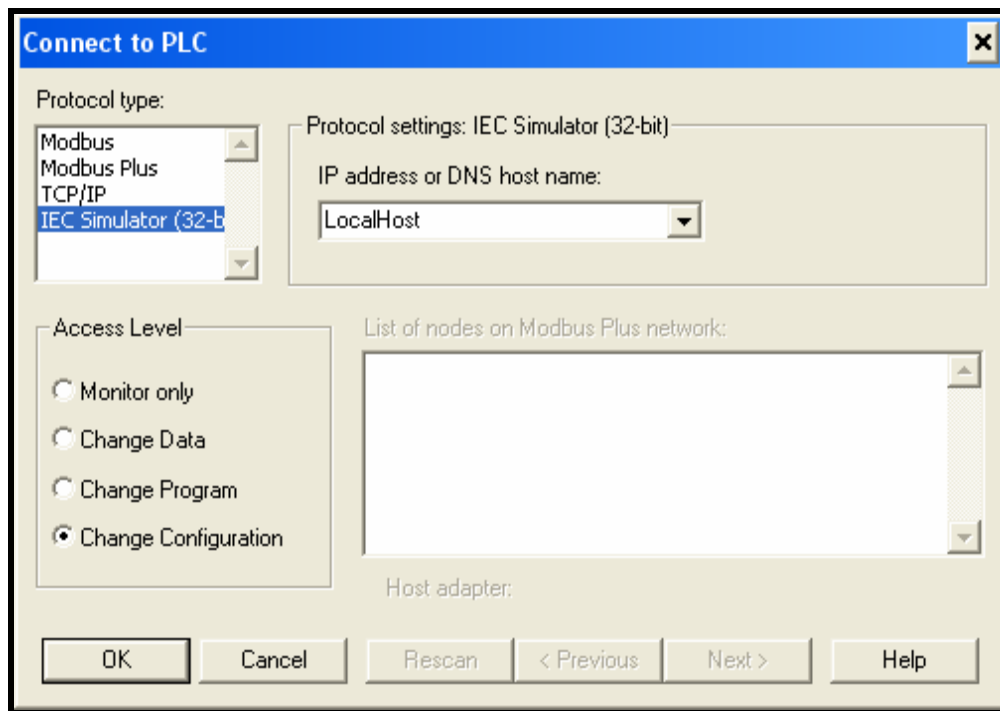 Connect to PLC
Protocol type:
Modbus
Modbus Plus
TCP/IP
IEC Simulator (32-b
Protocol settings: IEC Simulator (32-bit)
IP address or DNS host name:
LocalHost
Access Level
Monitor only
Change Data
Change Program
Change Configuration
List of nodes on Modbus Plus network:
Host adapter:
OK
Cancel
Rescan
< Previous
Next >
Help